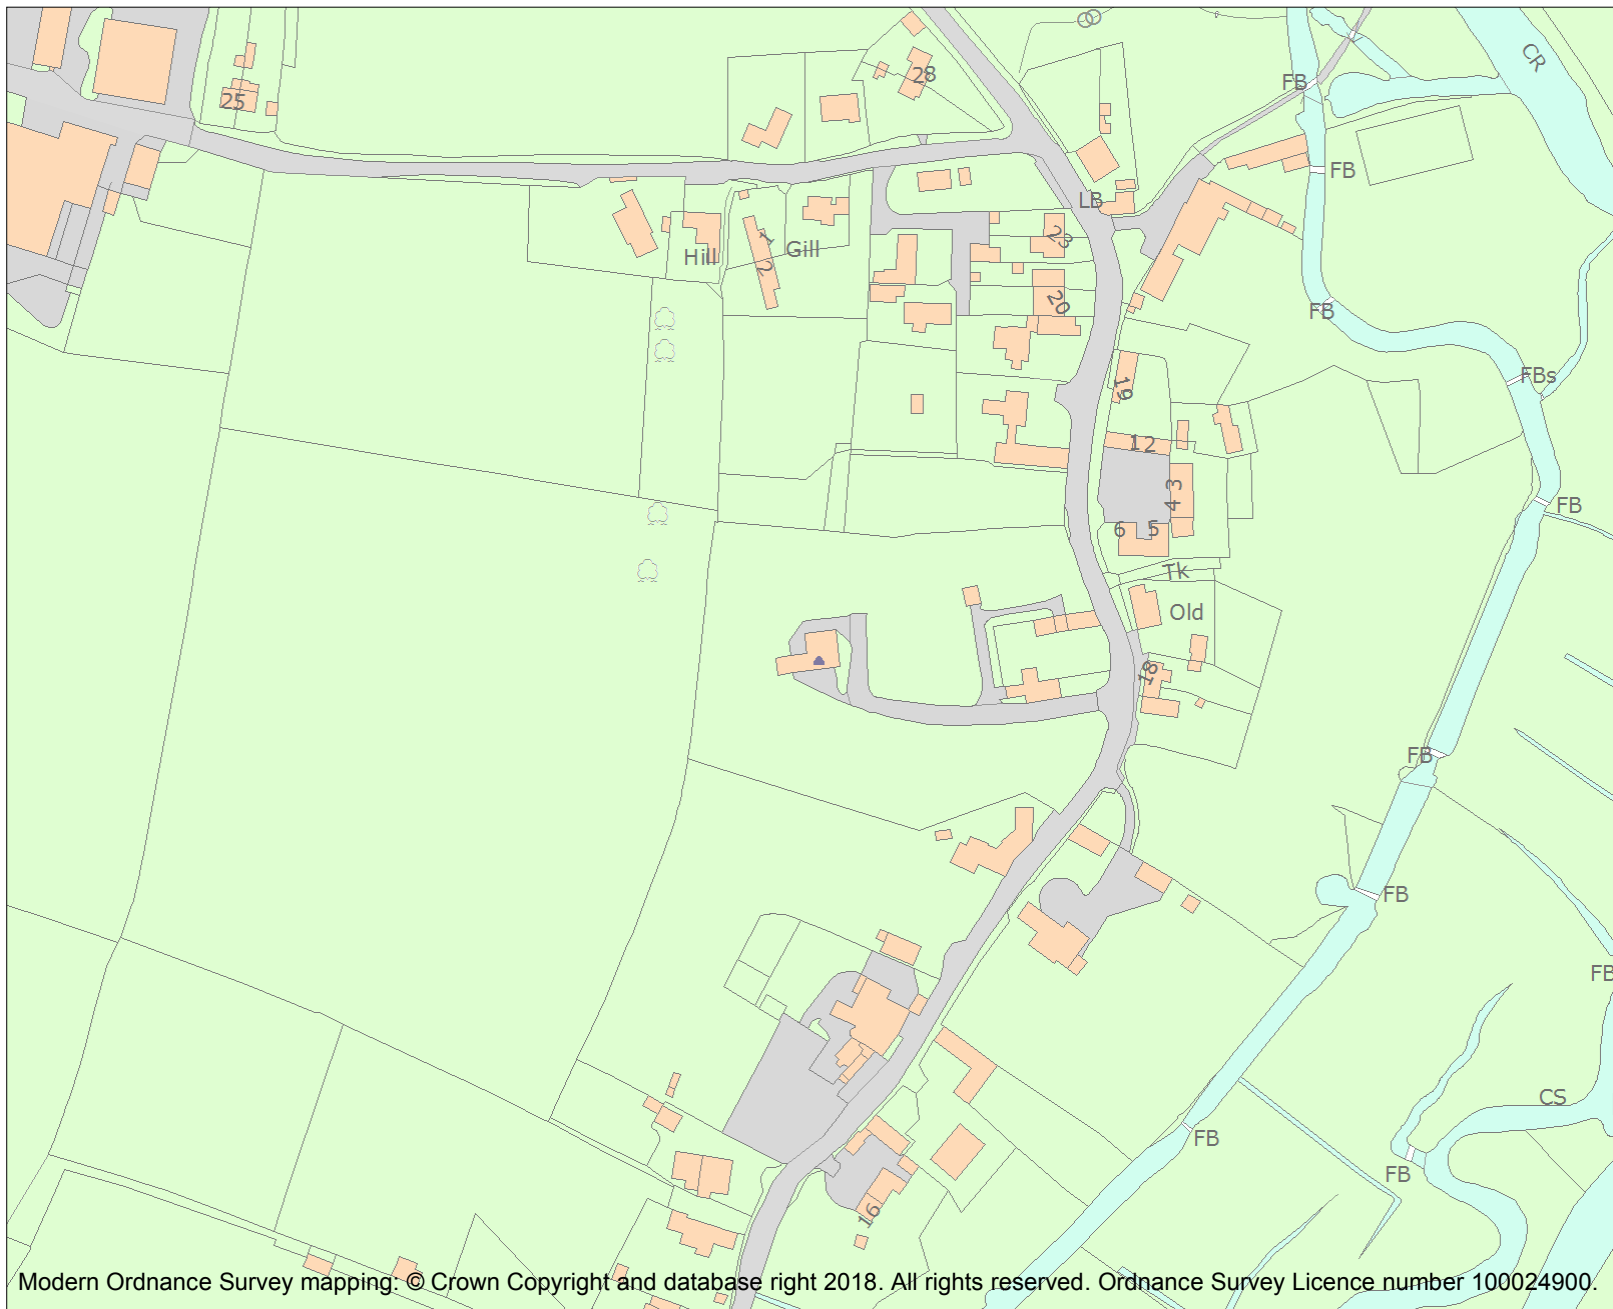 CR
28
FB
25
FB
LB
23
1
Gill
Hill
2
20
FB
FBs
19
12
3
4
FB
6
5
Tk
Old
18
FB
FB
FB
CS
FB
FB
16
Modern Ordnance Survey mapping: © Crown Copyright and database right 2018. All rights reserved. Ordnance Survey Licence number 100024900.